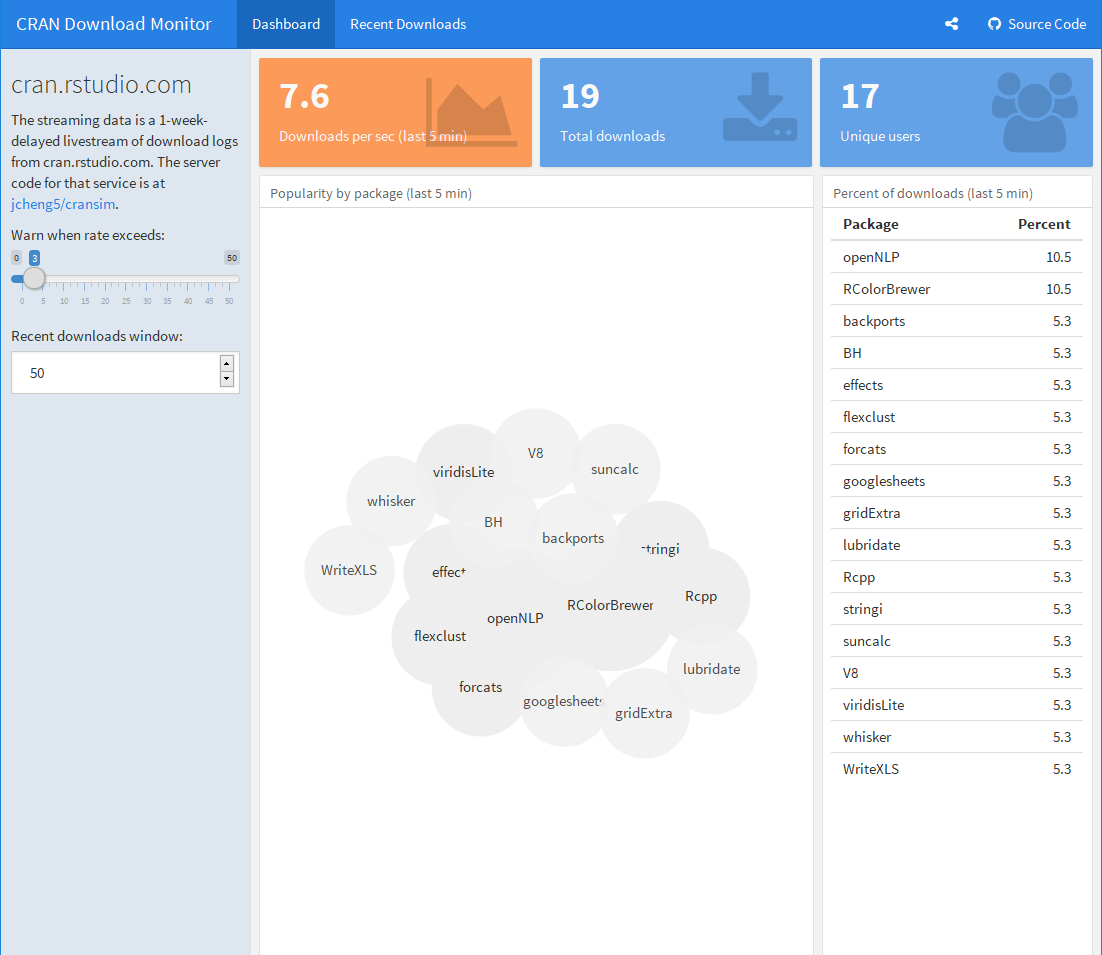 CRAN Download Monitor
Dashboard
Recent Downloads
Source Code
cran.rstudio.com
The streaming data is a 1-week-
delayed livestream of download logs
from cran.rstudio.com. The server
code for that service is at
jcheng5/cransim.
Warn when rate exceeds:
0 3 50
0 5 10 15 20 25 30 35 40 45 50
Recent downloads window:
50
7.6
Downloads per sec (last 5 min)
19
Total downloads
17
Unique users
Popularity by package (last 5 min)
V8
viridisLite
suncalc
whisker
BH
backports
stringi
WriteXLS
effects
Rcpp
RColorBrewer
openNLP
flexclust
lubridate
forcats
googlesheets
gridExtra
Percent of downloads (last 5 min)
Package Percent
openNLP 10.5
RColorBrewer 10.5
backports 5.3
BH 5.3
effects 5.3
flexclust 5.3
forcats 5.3
googlesheets 5.3
gridExtra 5.3
lubridate 5.3
Rcpp 5.3
stringi 5.3
suncalc 5.3
V8 5.3
viridisLite 5.3
whisker 5.3
WriteXLS 5.3